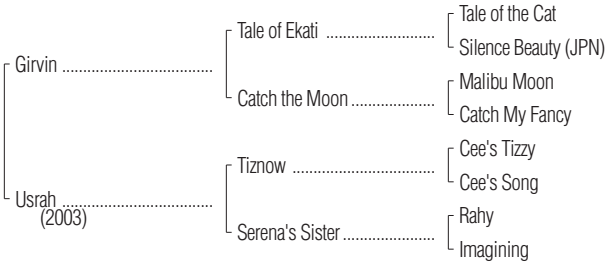 Tale of the Cat
Tale of Ekati ....................
Silence Beauty (JPN)
Girvin .....................................
Malibu Moon
Catch the Moon .....................
Catch My Fancy
Cee's Tizzy
Tiznow ...................................
Cee's Song
Usrah .....................................
(2003)
Rahy
Serena's Sister .......................
Imagining